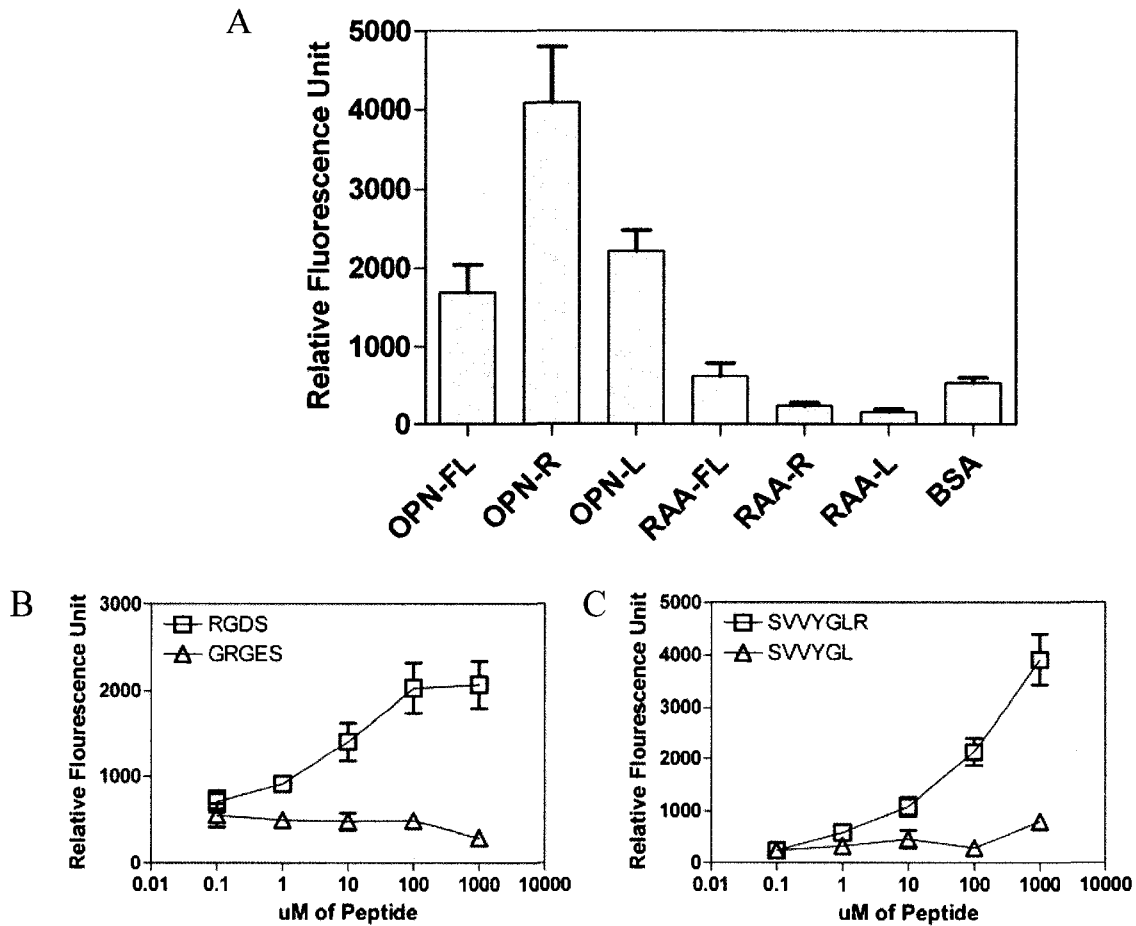 A
Relative Fluorescence Unit
5000
4000
3000
2000
1000
0
OPN-FL
OPN-R
OPN-L
RAA-FL
RAA-R
RAA-L
BSA
B
Relative Flourescence Unit
3000
2000
1000
0
RGDS
GRGES
0.01
0.1
1
10
100
1000
10000
uM of Peptide
C
Relative Flourescence Unit
5000
4000
3000
2000
1000
0
SVVYGLR
SVVYGL
0.01
0.1
1
10
100
1000
10000
uM of Peptide